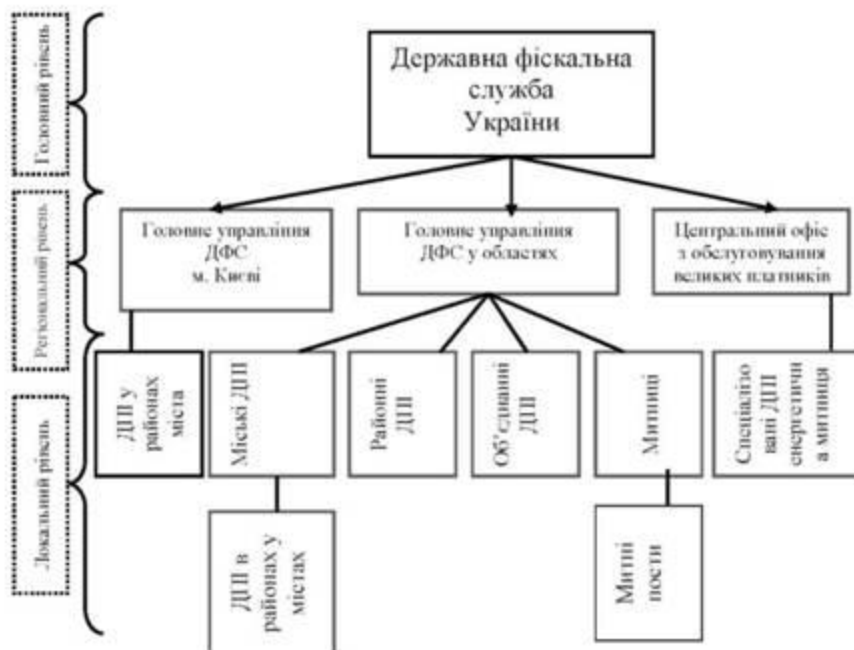 Головний рівень
Державна фіскальна
служба
України
Регіональний рівень
Головне управління
ДФС
м. Києві
Головне управління
ДФС у областях
Центральний офіс
з обслуговування
великих платників
Локальний рівень
ДПІ у
районах
міста
Міські ДПІ
Районні
ДПІ
Об'єднанні
ДПІ
Митниці
Спеціалізо
вані ДПІ
енергетичн
а митниця
ДПІ в
районах у
містах
Митні
пости